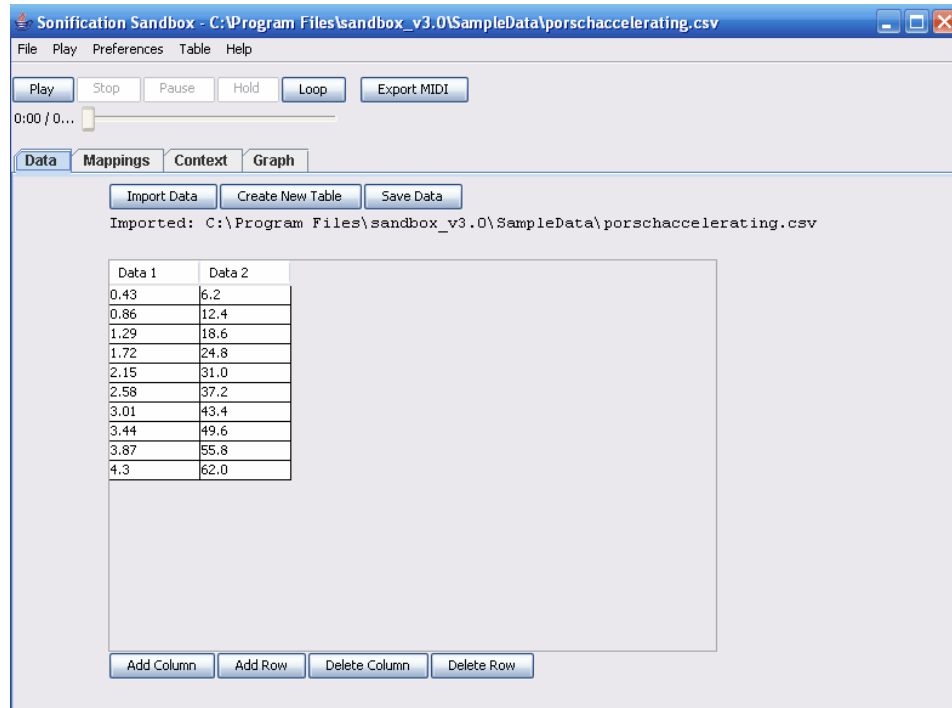 Sonification Sandbox - C:\Program Files\sandbox_v3.0\SampleData\porschaccelerating.csv
File Play Preferences Table Help
Play Stop Pause Hold Loop Export MIDI
0:00 / 0...
Data Mappings Context Graph
Import Data Create New Table Save Data
Imported: C:\Program Files\sandbox_v3.0\SampleData\porschaccelerating.csv
Data 1 Data 2
0.43 6.2
0.86 12.4
1.29 18.6
1.72 24.8
2.15 31.0
2.58 37.2
3.01 43.4
3.44 49.6
3.87 55.8
4.3 62.0
Add Column Add Row Delete Column Delete Row